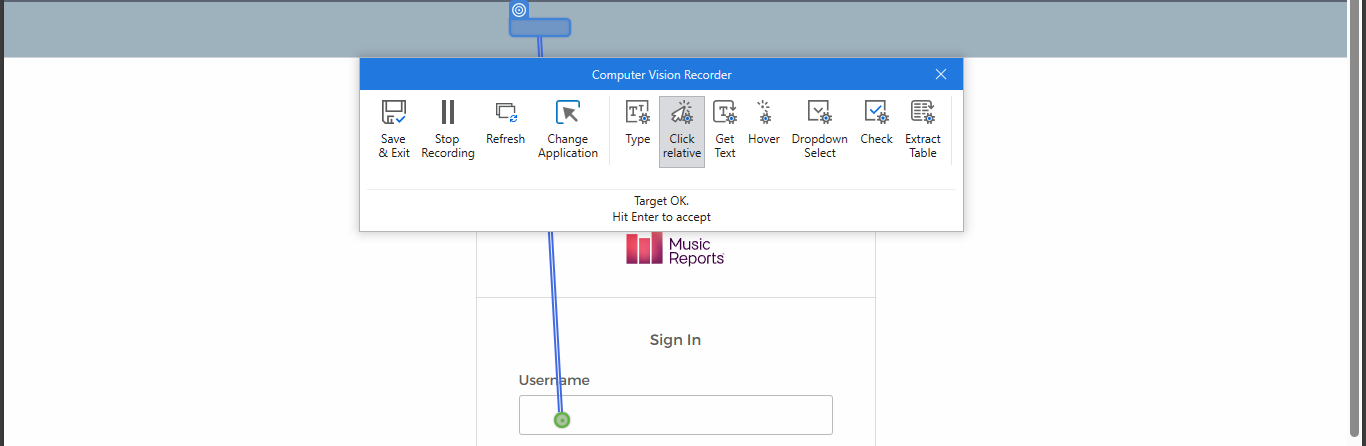 Computer Vision Recorder
Save & Exit
Stop Recording
Refresh
Change Application
Type
Click relative
Get Text
Hover
Dropdown Select
Check
Extract Table
Target OK.
Hit Enter to accept
Music
Reports
Sign In
Username